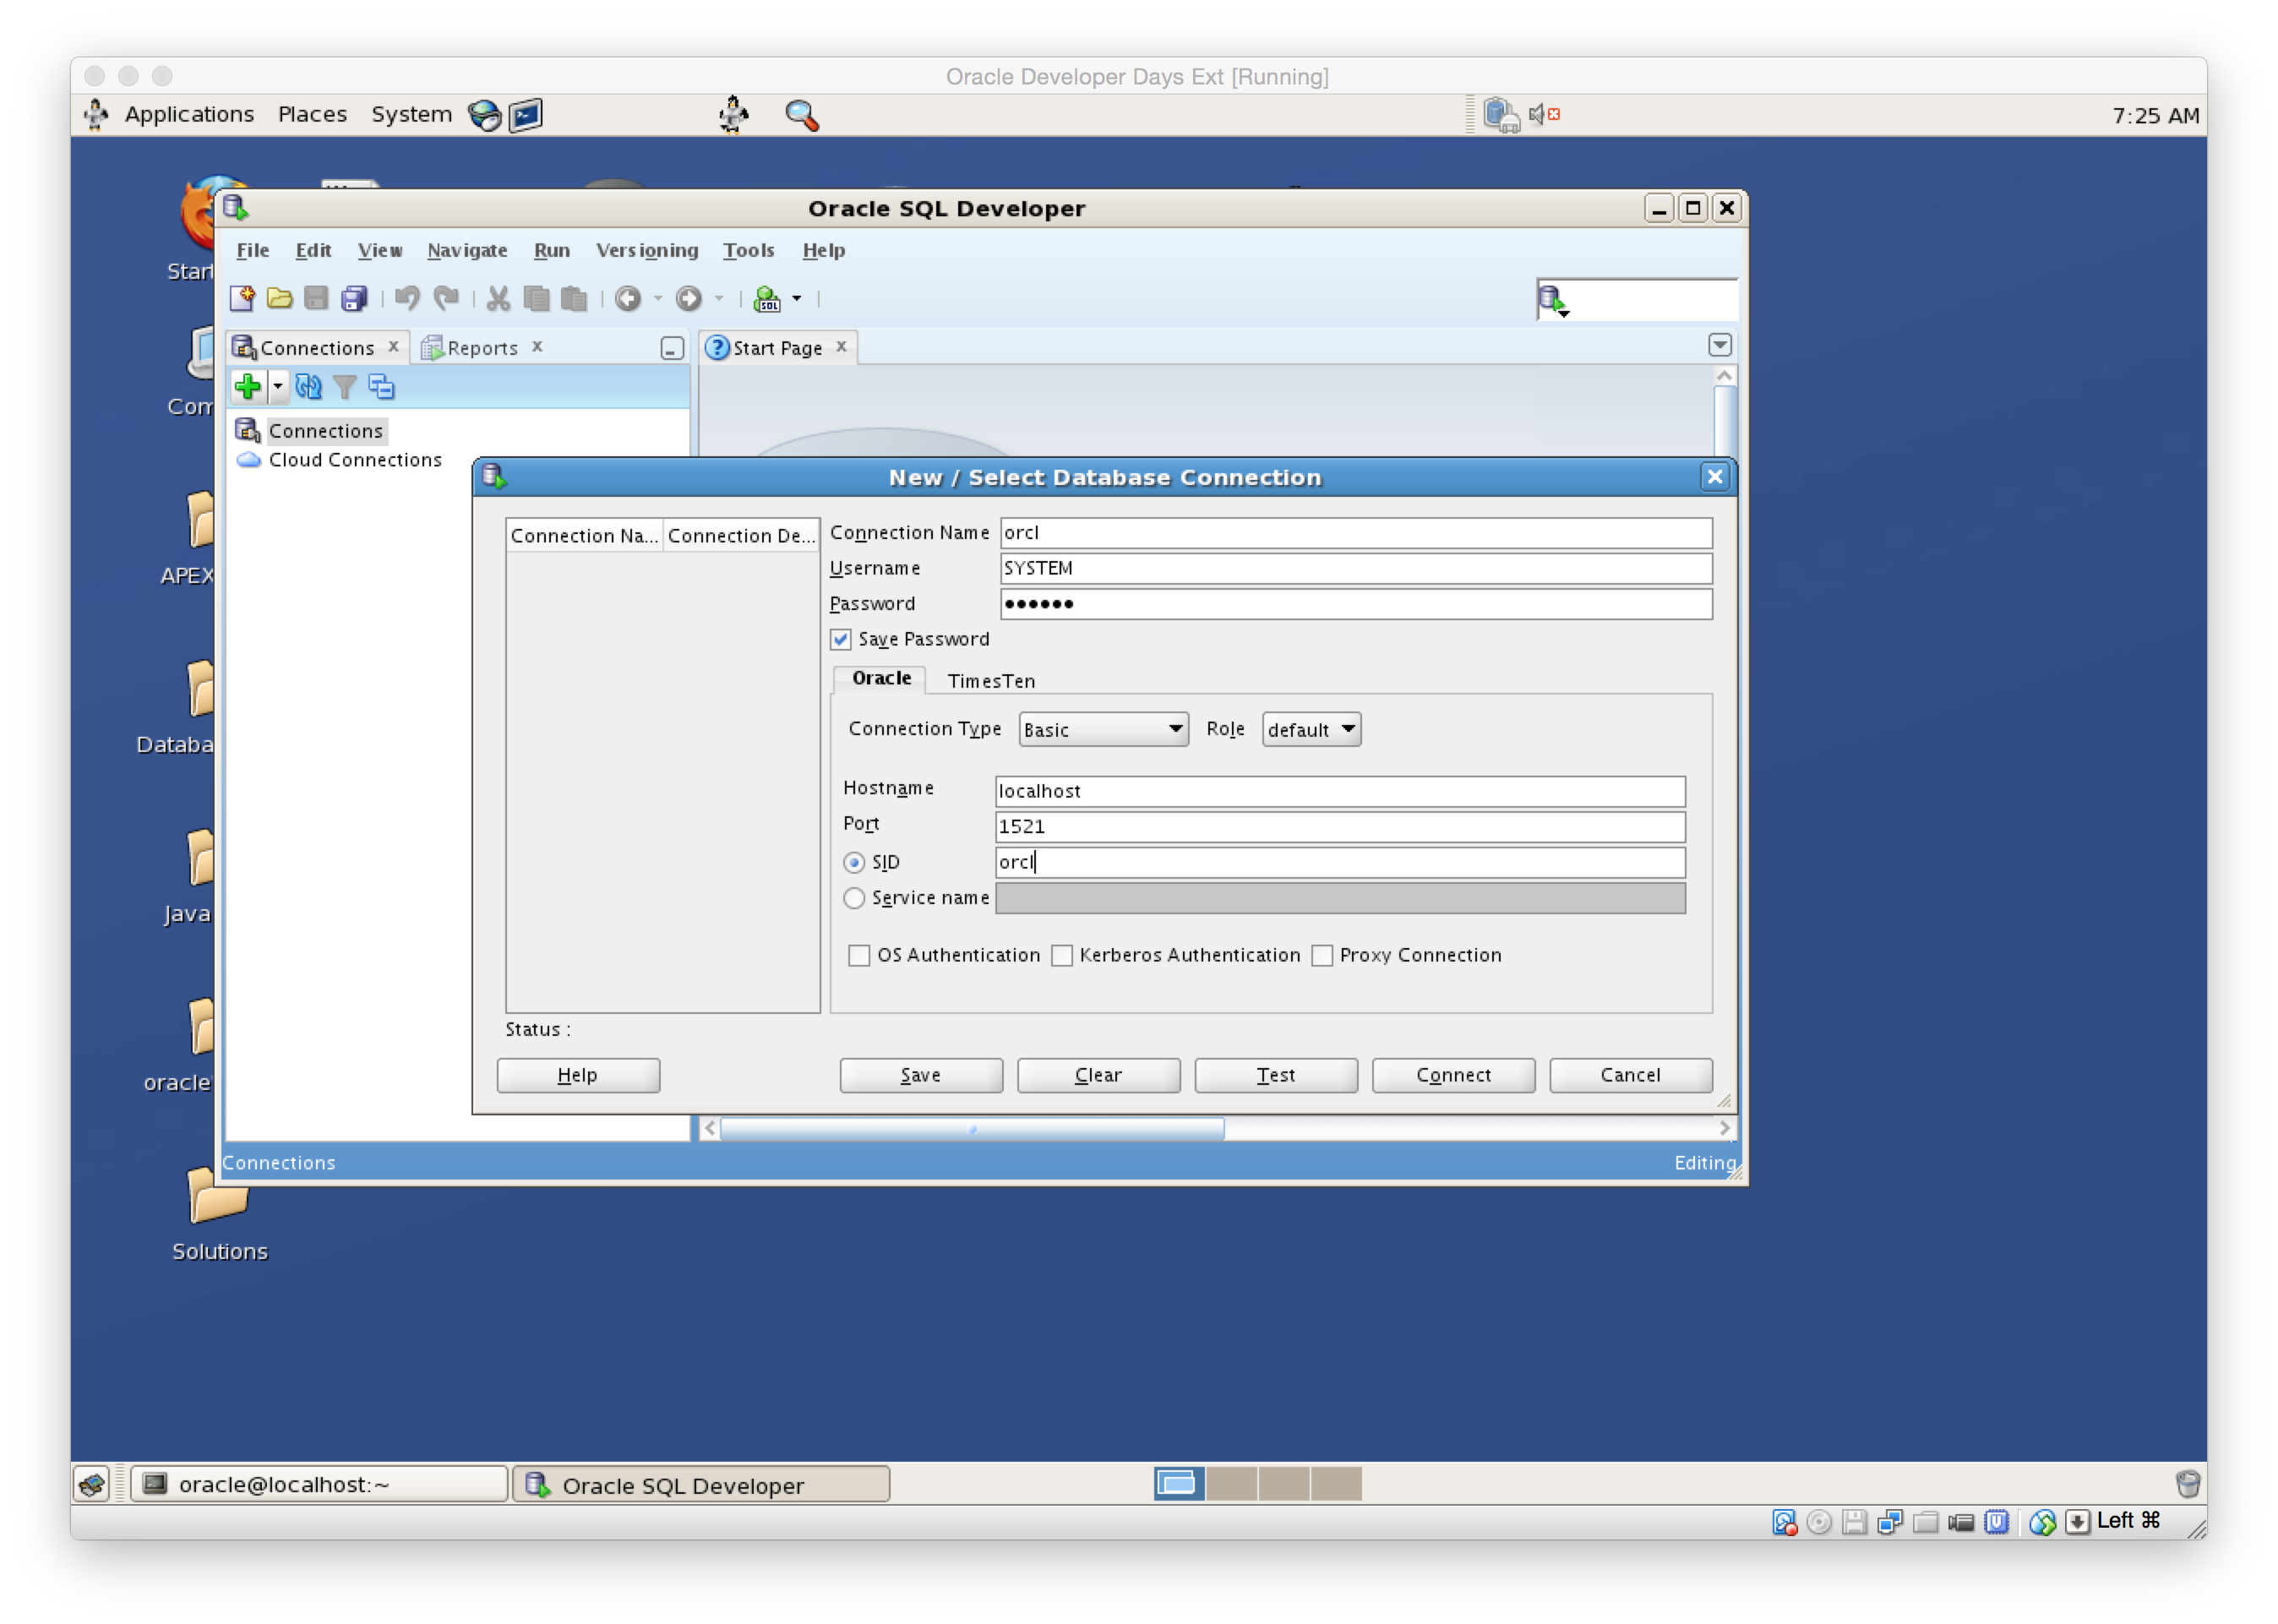 Oracle Developer Days Ext [Running]
Applications Places System 7:25 AM
Oracle SQL Developer
File Edit View Navigate Run Versioning Tools Help
Connections Reports Start Page
Connections
Cloud Connections
New / Select Database Connection
Connection Na... Connection De...
Connection Name orcl
Username SYSTEM
Password ••••••
Save Password
Oracle TimesTen
Connection Type Basic Role default
Hostname localhost
Port 1521
SID orcl
Service name
OS Authentication Kerberos Authentication Proxy Connection
Status :
Help Save Clear Test Connect Cancel
Connections Editing
Start
Com
APEX
Databa
Java
oracle
Solutions
oracle@localhost:~ Oracle SQL Developer
Left ⌘